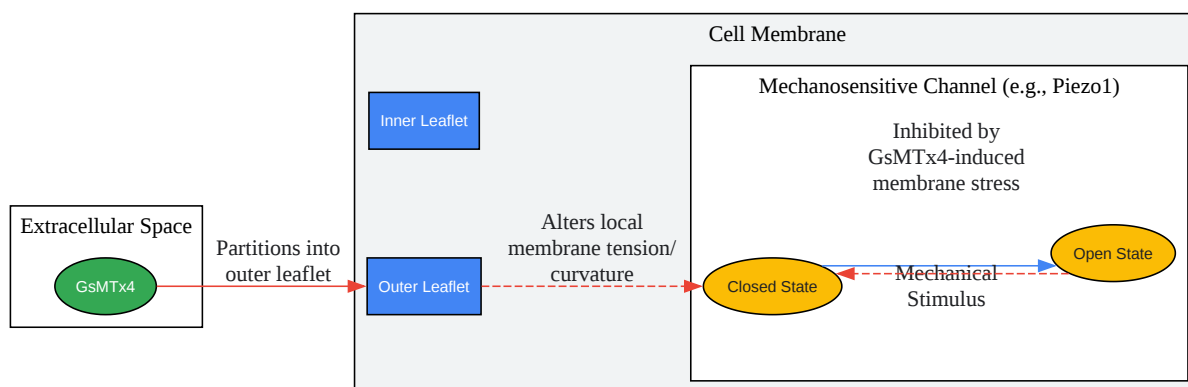 Cell Membrane
Mechanosensitive Channel (e.g., Piezo1)
Inner Leaflet
Inhibited by
GsMTx4-induced
membrane stress
Extracellular Space
GsMTx4
Partitions into
outer leaflet
Outer Leaflet
Alters local
membrane tension/
curvature
Closed State
Mechanical
Stimulus
Open State